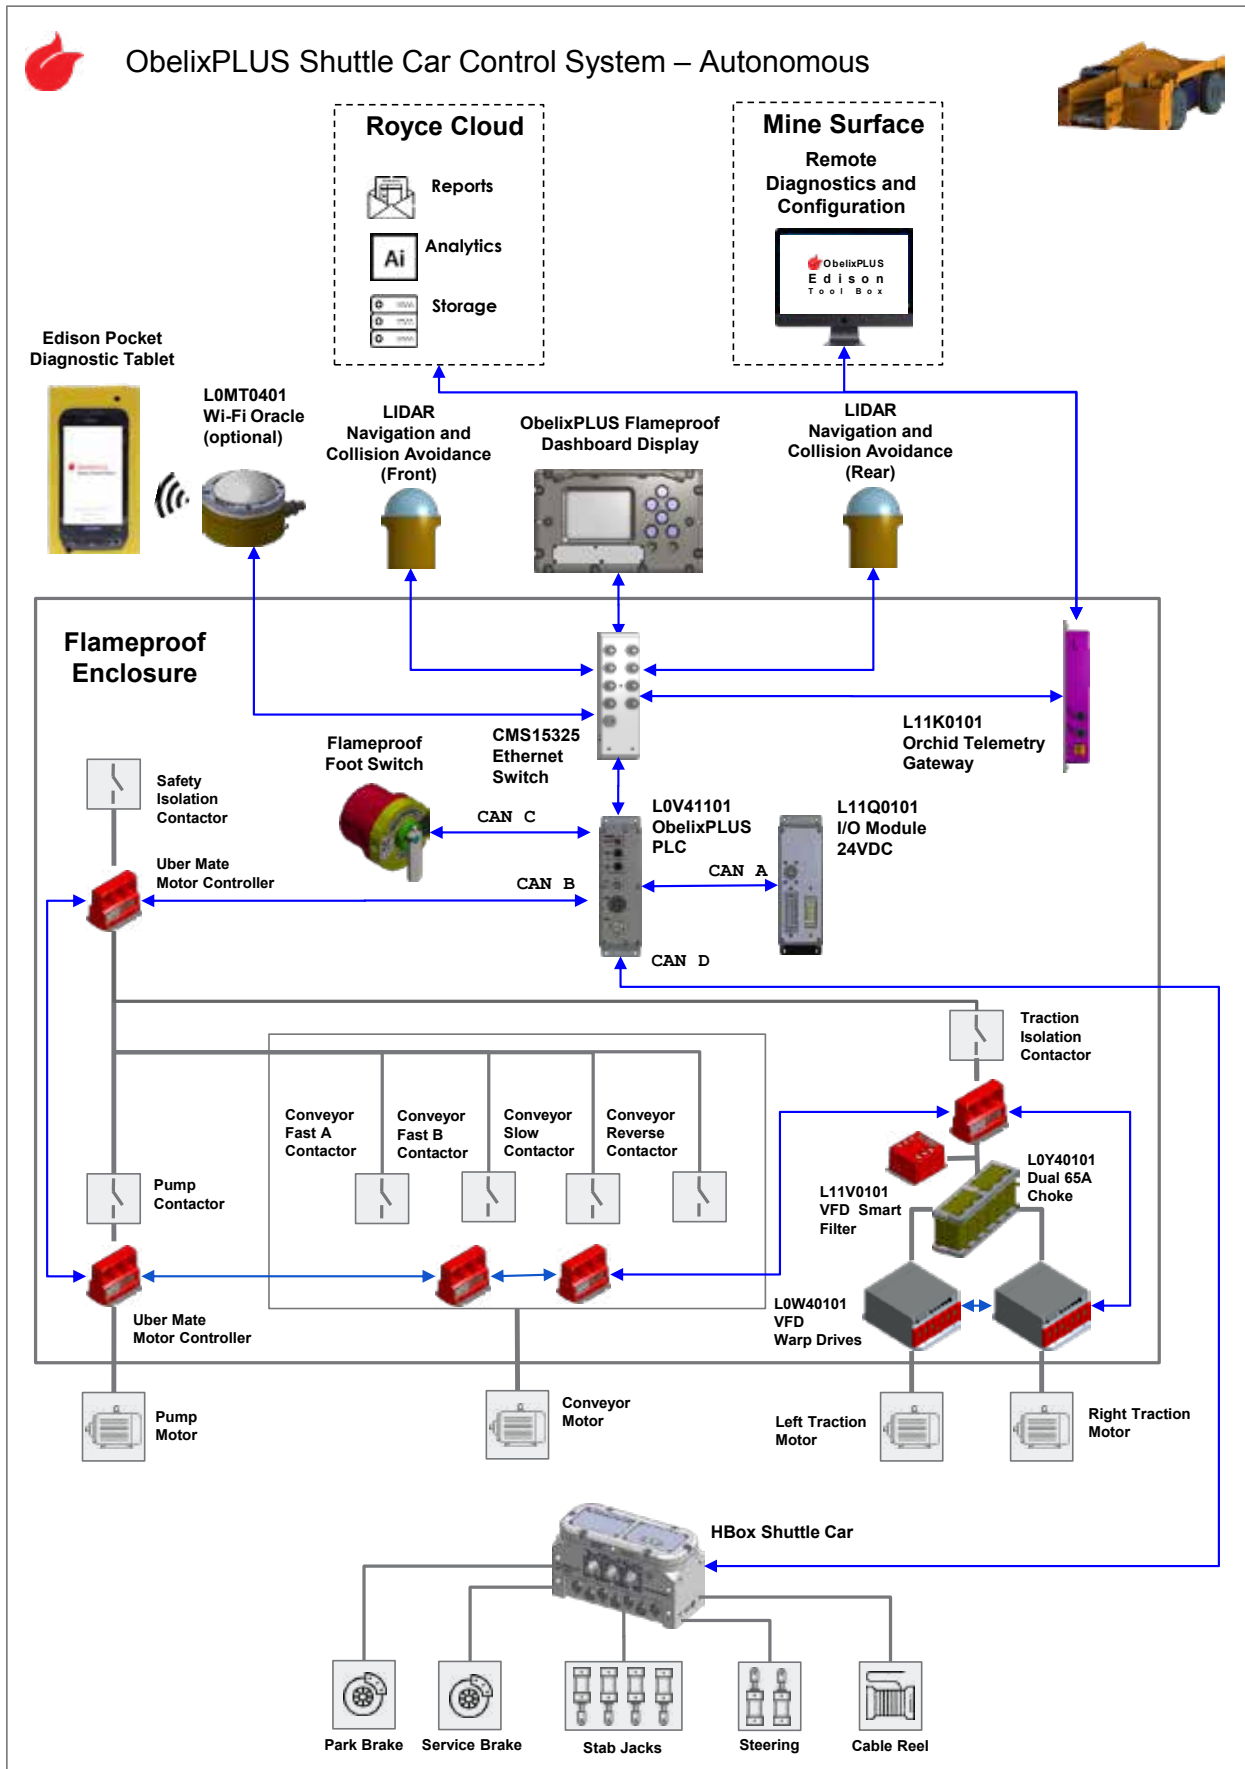 ObelixPLUS Shuttle Car Control System – Autonomous
Royce Cloud
Reports
Ai
Analytics
Storage
Mine Surface
Remote
Diagnostics and
Configuration
ObelixPLUS
Edison
Tool Box
Edison Pocket
Diagnostic Tablet
L0MT0401
Wi-Fi Oracle
(optional)
LIDAR
Navigation and
Collision Avoidance
(Front)
ObelixPLUS Flameproof
Dashboard Display
LIDAR
Navigation and
Collision Avoidance
(Rear)
Flameproof
Enclosure
CMS15325
Ethernet
Switch
L11K0101
Orchid Telemetry
Gateway
Flameproof
Foot Switch
Safety
Isolation
Contactor
L0V41101
ObelixPLUS
PLC
L11Q0101
I/O Module
24VDC
CAN C
CAN A
CAN B
CAN D
Uber Mate
Motor Controller
Traction
Isolation
Contactor
Conveyor
Fast A
Contactor
Conveyor
Fast B
Contactor
Conveyor
Slow
Contactor
Conveyor
Reverse
Contactor
Pump
Contactor
L11V0101
VFD Smart
Filter
L0Y40101
Dual 65A
Choke
Uber Mate
Motor Controller
L0W40101
VFD
Warp Drives
Pump
Motor
Conveyor
Motor
Left Traction
Motor
Right Traction
Motor
HBox Shuttle Car
Park Brake
Service Brake
Stab Jacks
Steering
Cable Reel